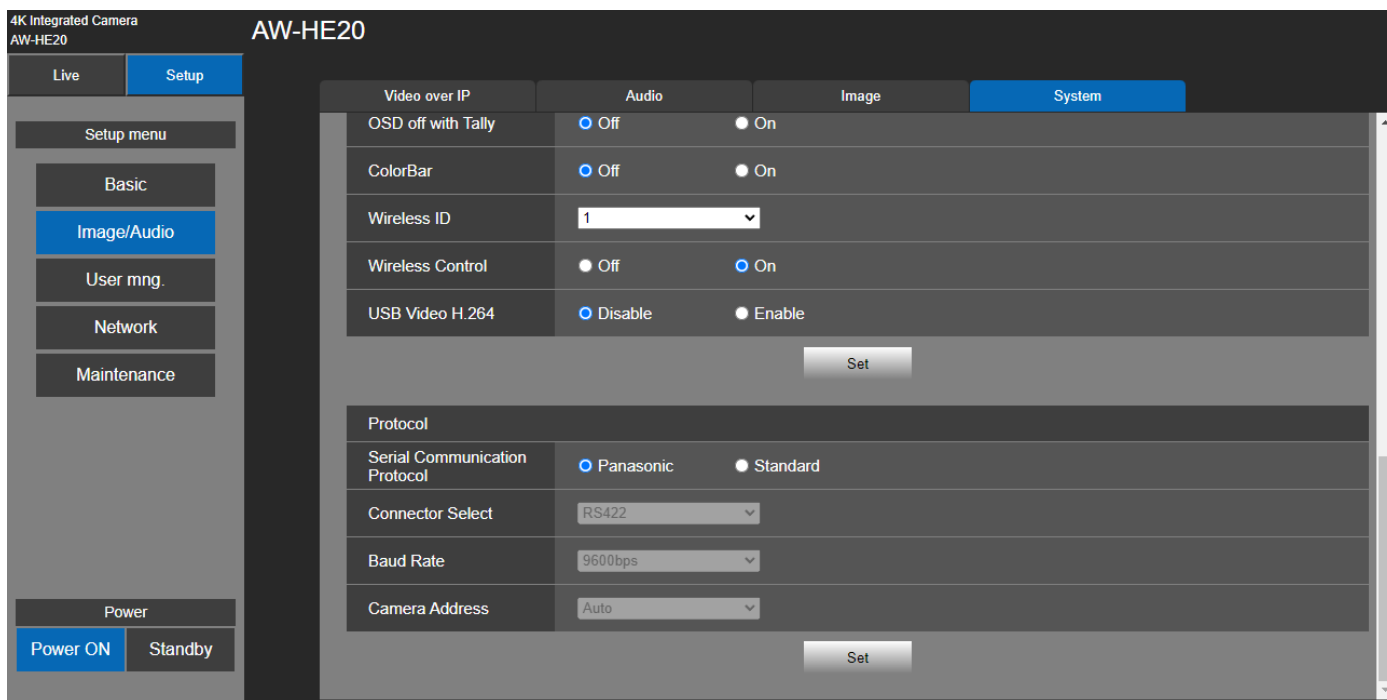 4K Integrated Camera
AW-HE20
AW-HE20
Live Setup
Setup menu
Basic
Image/Audio
User mng.
Network
Maintenance
Power
Power ON Standby
Video over IP Audio Image System
OSD off with Tally Off On
ColorBar Off On
Wireless ID 1
Wireless Control Off On
USB Video H.264 Disable Enable
Set
Protocol
Serial Communication
Protocol Panasonic Standard
Connector Select RS422
Baud Rate 9600bps
Camera Address Auto
Set